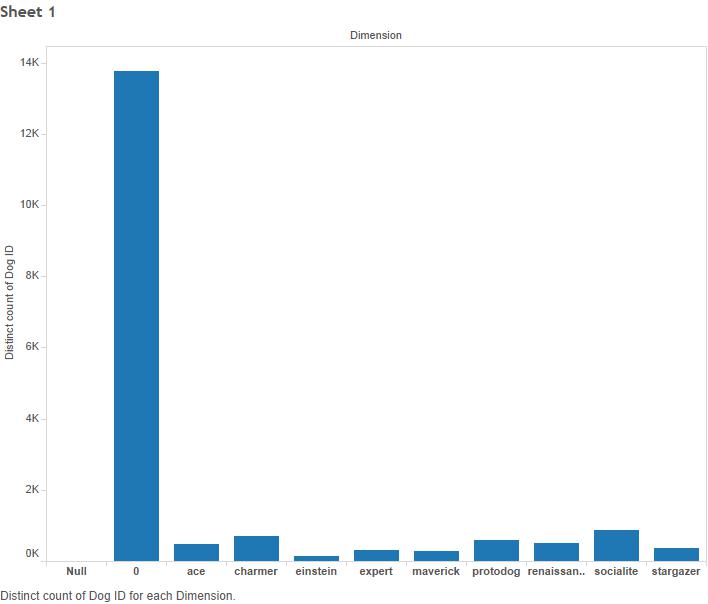 Sheet 1
Dimension
14K
12K
10K
8K
6K
4K
2K
0K
Distinct count of Dog ID
Null 0 ace charmer einstein expert maverick protodog renaissan.. socialite stargazer
Distinct count of Dog ID for each Dimension.